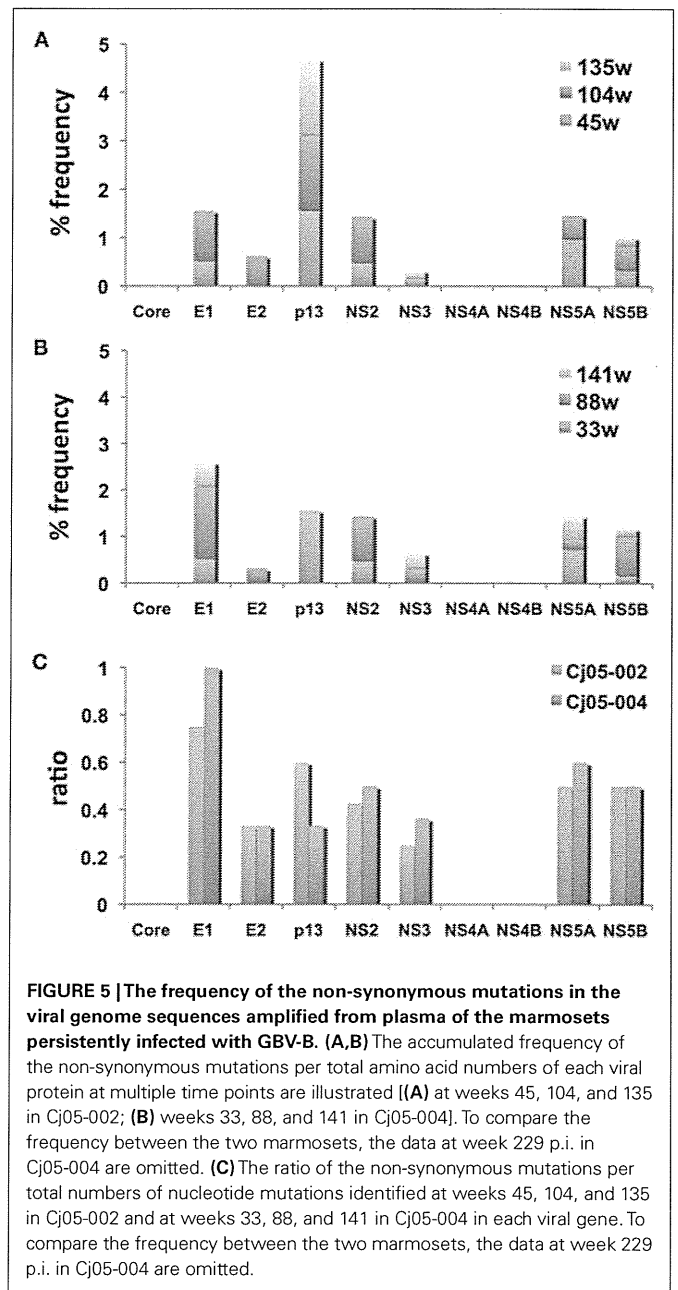 A
5
4
3
2
1
0
% frequency
135w
104w
45w
Core E1 E2 p13 NS2 NS3 NS4A NS4B NS5A NS5B
B
5
4
3
2
1
0
% frequency
141w
88w
33w
Core E1 E2 p13 NS2 NS3 NS4A NS4B NS5A NS5B
C
1
0.8
0.6
0.4
0.2
0
ratio
Cj05-002
Cj05-004
Core E1 E2 p13 NS2 NS3 NS4A NS4B NS5A NS5B
FIGURE 5 | The frequency of the non-synonymous mutations in the
viral genome sequences amplified from plasma of the marmosets
persistently infected with GBV-B. (A,B) The accumulated frequency of
the non-synonymous mutations per total amino acid numbers of each viral
protein at multiple time points are illustrated [(A) at weeks 45, 104, and 135
in Cj05-002; (B) weeks 33, 88, and 141 in Cj05-004]. To compare the
frequency between the two marmosets, the data at week 229 p.i. in
Cj05-004 are omitted. (C) The ratio of the non-synonymous mutations per
total numbers of nucleotide mutations identified at weeks 45, 104, and 135
in Cj05-002 and at weeks 33, 88, and 141 in Cj05-004 in each viral gene. To
compare the frequency between the two marmosets, the data at week 229
p.i. in Cj05-004 are omitted.